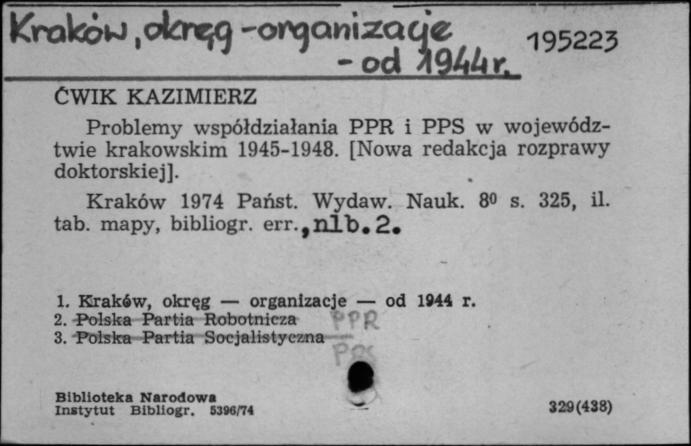 Kraków, okręg - organizacje
- od 1944 r.
195223
ĆWIK KAZIMIERZ
Problemy współdziałania PPR i PPS w wojewódz-
twie krakowskim 1945-1948. [Nowa redakcja rozprawy
doktorskiej].
Kraków 1974 Państ. Wydaw. Nauk. 8⁰ s. 325, il.
tab. mapy, bibliogr. err., nlb. 2.
1. Kraków, okręg — organizacje — od 1944 r.
2. Polska Partia Robotnicza PPR
3. Polska Partia Socjalistyczna
PPS
Biblioteka Narodowa
Instytut Bibliogr. 5396/74
329(438)